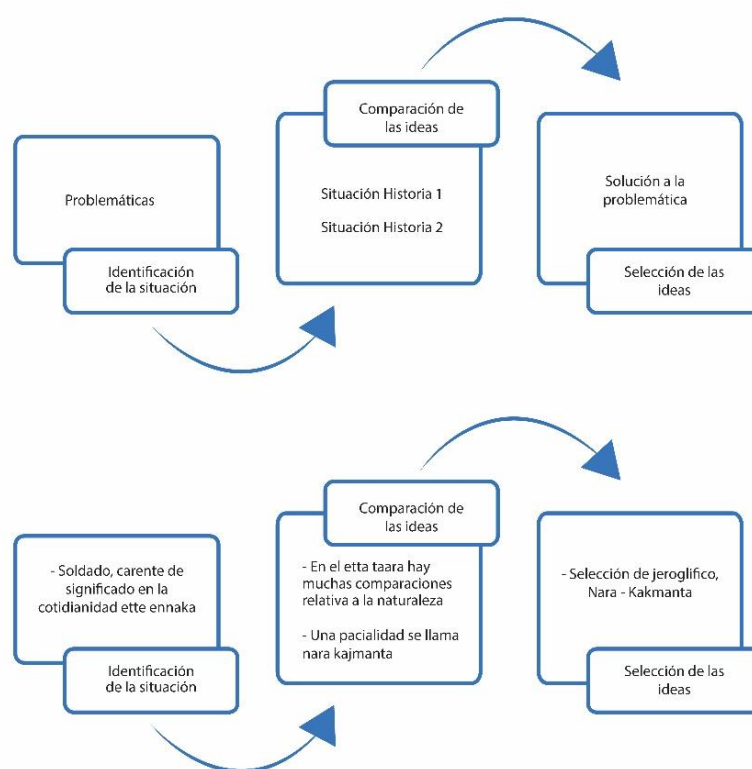 Problemáticas
Identificación
de la situación
Comparación de
las ideas
Situación Historia 1
Situación Historia 2
Solución a la
problemática
Selección de las
ideas
- Soldado, carente de
significado en la
cotidianidad ette ennaka
Identificación
de la situación
Comparación de
las ideas
- En el etta taara hay
muchas comparaciones
relativa a la naturaleza
- Una pacialidad se llama
nara kajmanta
- Selección de jeroglifico,
Nara - Kakmanta
Selección de las
ideas